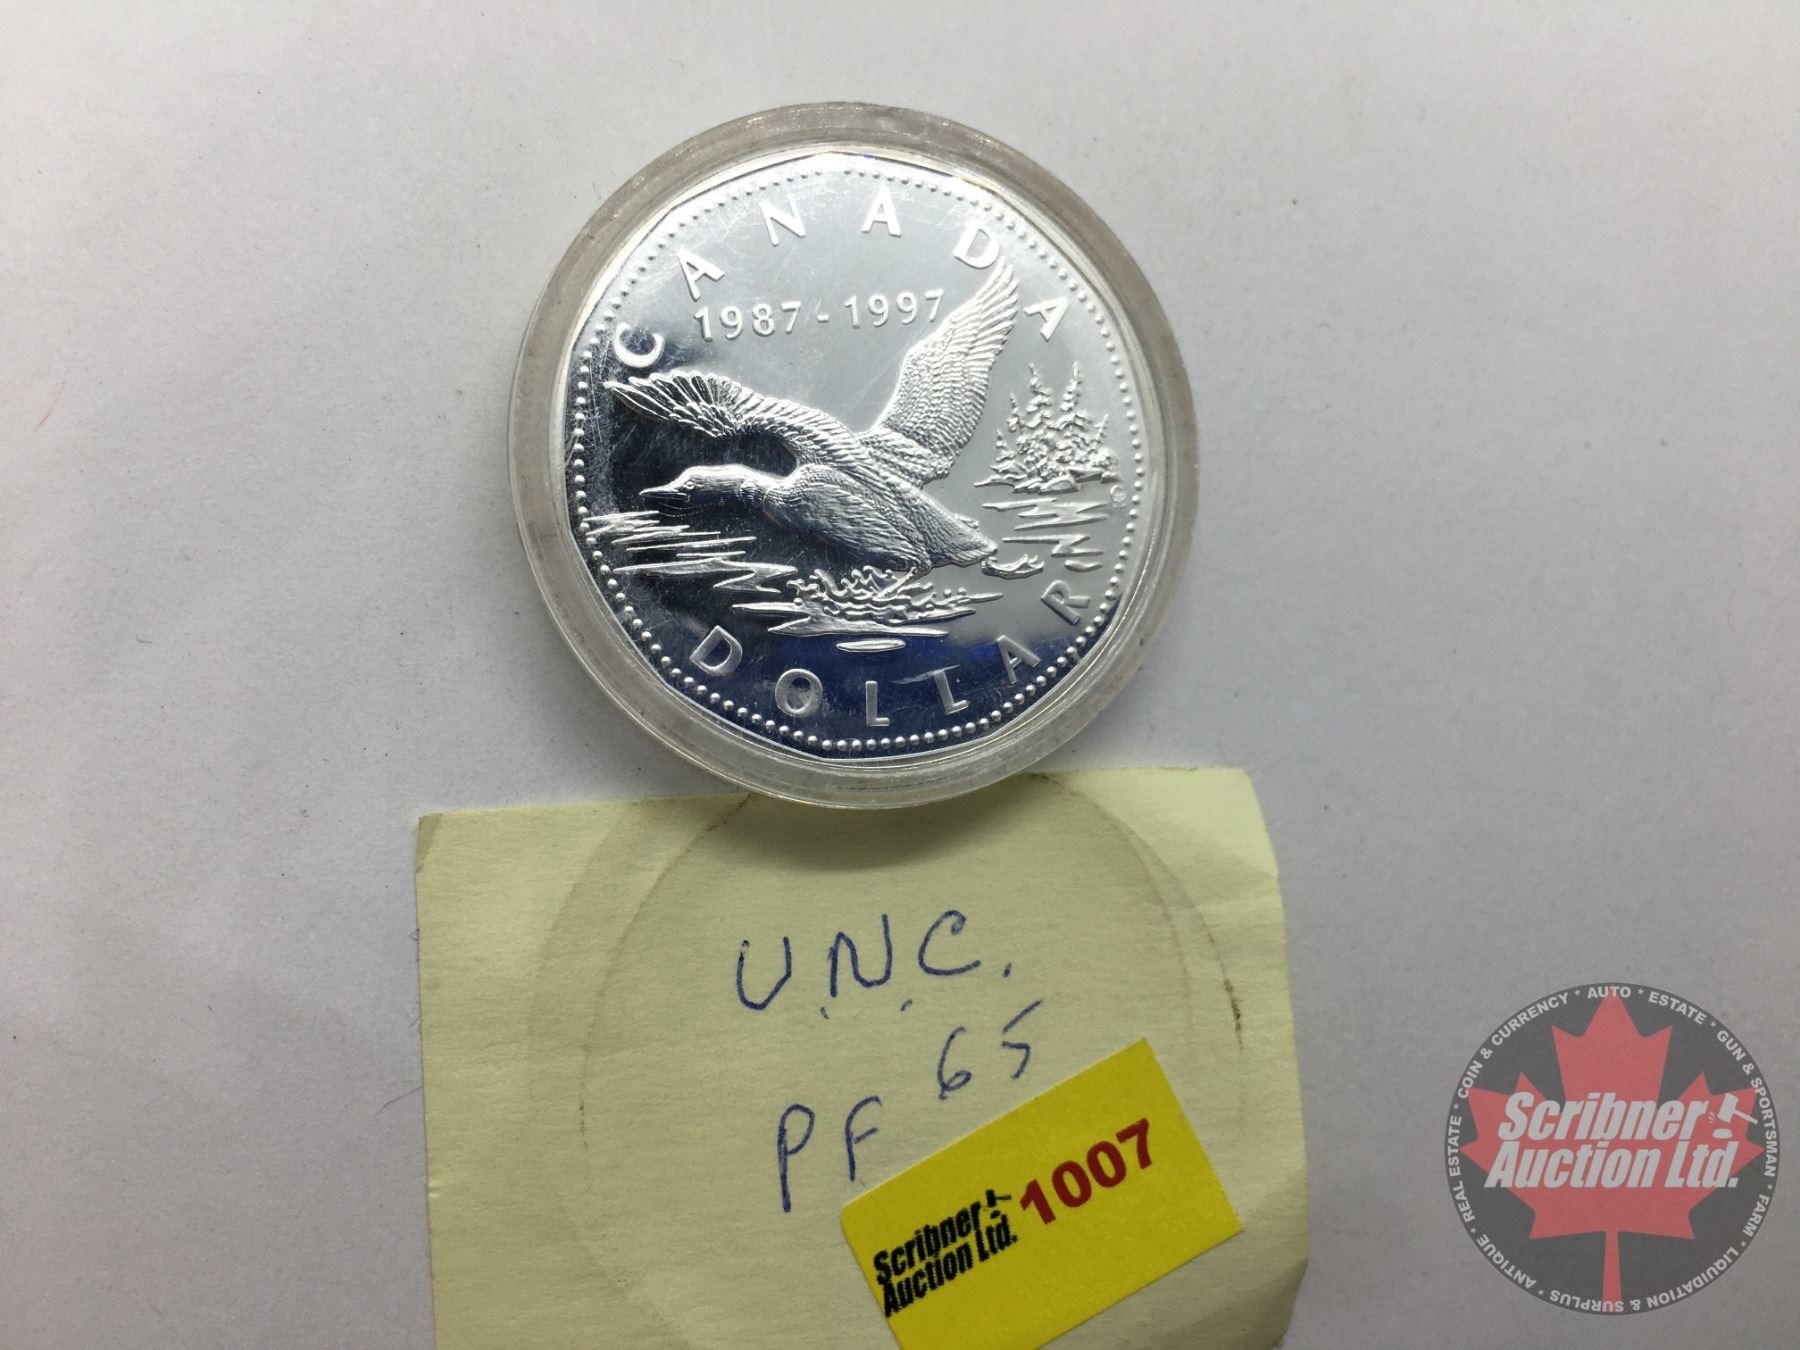 CANADA
1987 - 1997
DOLLAR
U.N.C.
PF 65
Scribner
Auction Ltd.
1007
COIN & CURRENCY * AUTO * ESTATE * GUN & SPORTSMAN * FARM * LIQUIDATION & SURPLUS * ANTIQUE * REAL ESTATE *
Scribner
Auction Ltd.